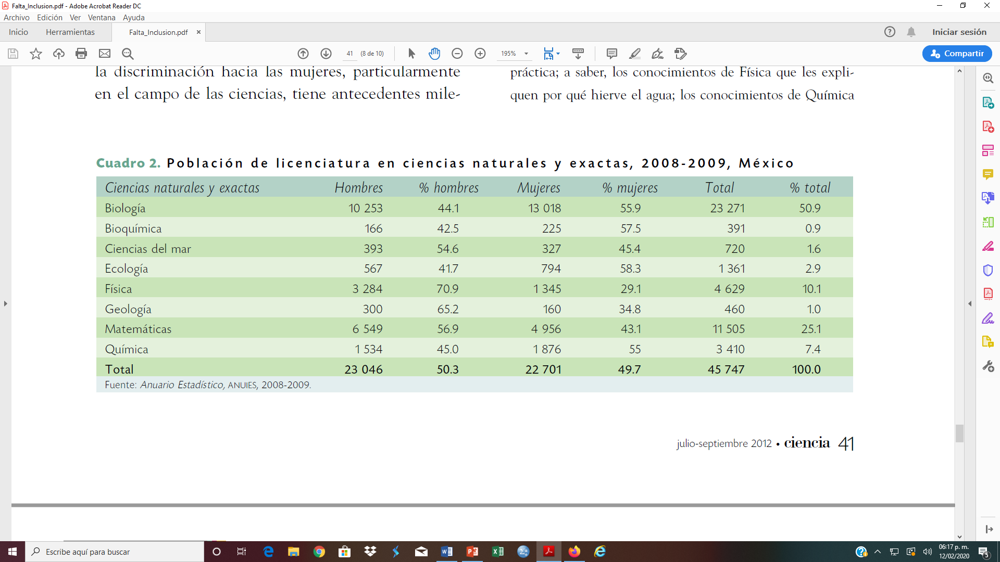 Falta_Inclusion.pdf - Adobe Acrobat Reader DC
Archivo Edición Ver Ventana Ayuda
Inicio Herramientas Falta_Inclusion.pdf × Iniciar sesión
41 (8 de 10) 195% Compartir
la discriminación hacia las mujeres, particularmente
en el campo de las ciencias, tiene antecedentes mile-
práctica; a saber, los conocimientos de Física que les expli-
quen por qué hierve el agua; los conocimientos de Química
Cuadro 2. Población de licenciatura en ciencias naturales y exactas, 2008-2009, México
Ciencias naturales y exactas Hombres % hombres Mujeres % mujeres Total % total
Biología 10 253 44.1 13 018 55.9 23 271 50.9
Bioquímica 166 42.5 225 57.5 391 0.9
Ciencias del mar 393 54.6 327 45.4 720 1.6
Ecología 567 41.7 794 58.3 1 361 2.9
Física 3 284 70.9 1 345 29.1 4 629 10.1
Geología 300 65.2 160 34.8 460 1.0
Matemáticas 6 549 56.9 4 956 43.1 11 505 25.1
Química 1 534 45.0 1 876 55 3 410 7.4
Total 23 046 50.3 22 701 49.7 45 747 100.0
Fuente: Anuario Estadístico, ANUIES, 2008-2009.
julio-septiembre 2012 • ciencia 41
Escribe aquí para buscar
06:17 p. m.
12/02/2020
5